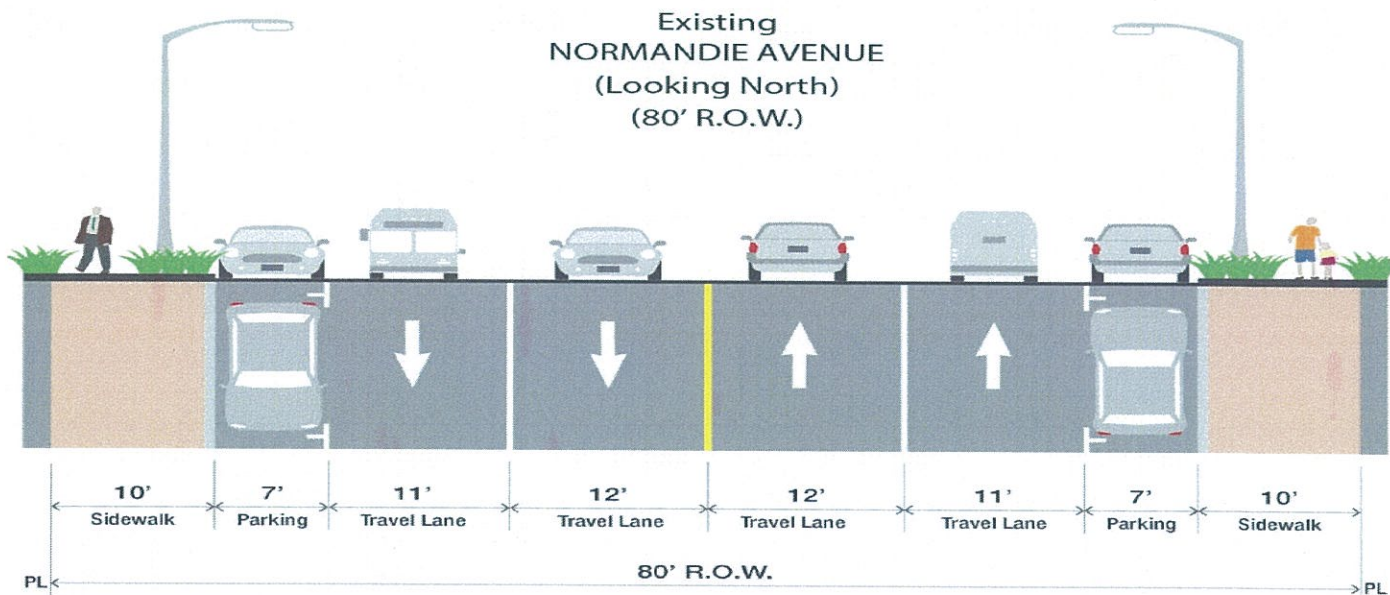 Existing
NORMANDIE AVENUE
(Looking North)
(80' R.O.W.)
10' 7' 11' 12' 12' 11' 7' 10'
Sidewalk Parking Travel Lane Travel Lane Travel Lane Travel Lane Parking Sidewalk
80' R.O.W.
PL PL